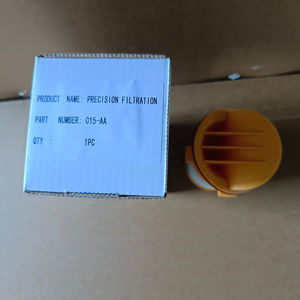 PRODUCT NAME: PRECISION FILTRATION
PART NUMBER: 015-AA
QTY : 1PC